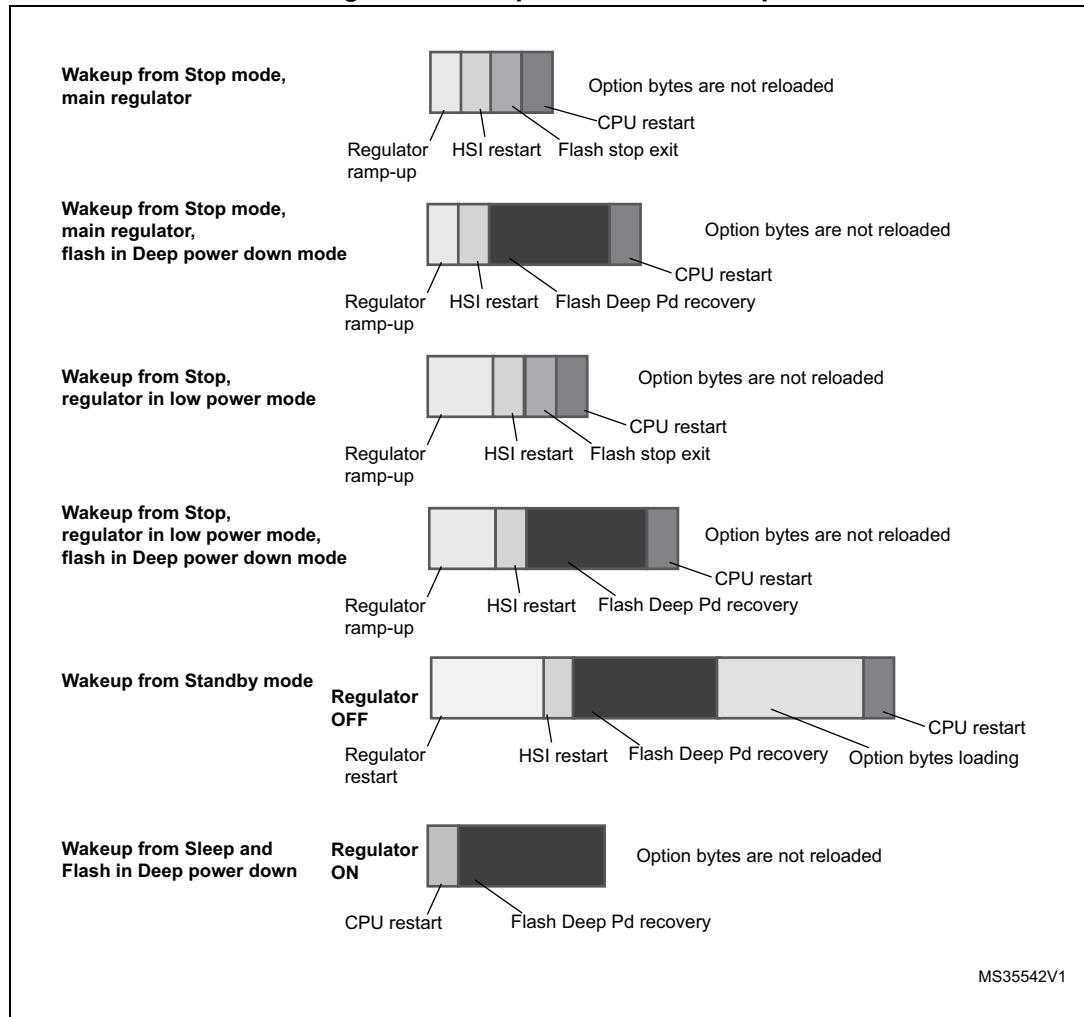 Wakeup from Stop mode,
main regulator
Option bytes are not reloaded
CPU restart
Regulator
ramp-up
HSI restart
Flash stop exit
Wakeup from Stop mode,
main regulator,
flash in Deep power down mode
Option bytes are not reloaded
CPU restart
Regulator
ramp-up
HSI restart
Flash Deep Pd recovery
Wakeup from Stop,
regulator in low power mode
Option bytes are not reloaded
CPU restart
Regulator
ramp-up
HSI restart
Flash stop exit
Wakeup from Stop,
regulator in low power mode,
flash in Deep power down mode
Option bytes are not reloaded
CPU restart
Regulator
ramp-up
HSI restart
Flash Deep Pd recovery
Wakeup from Standby mode
Regulator
OFF
CPU restart
Regulator
restart
HSI restart
Flash Deep Pd recovery
Option bytes loading
Wakeup from Sleep and
Flash in Deep power down
Regulator
ON
Option bytes are not reloaded
CPU restart
Flash Deep Pd recovery
MS35542V1